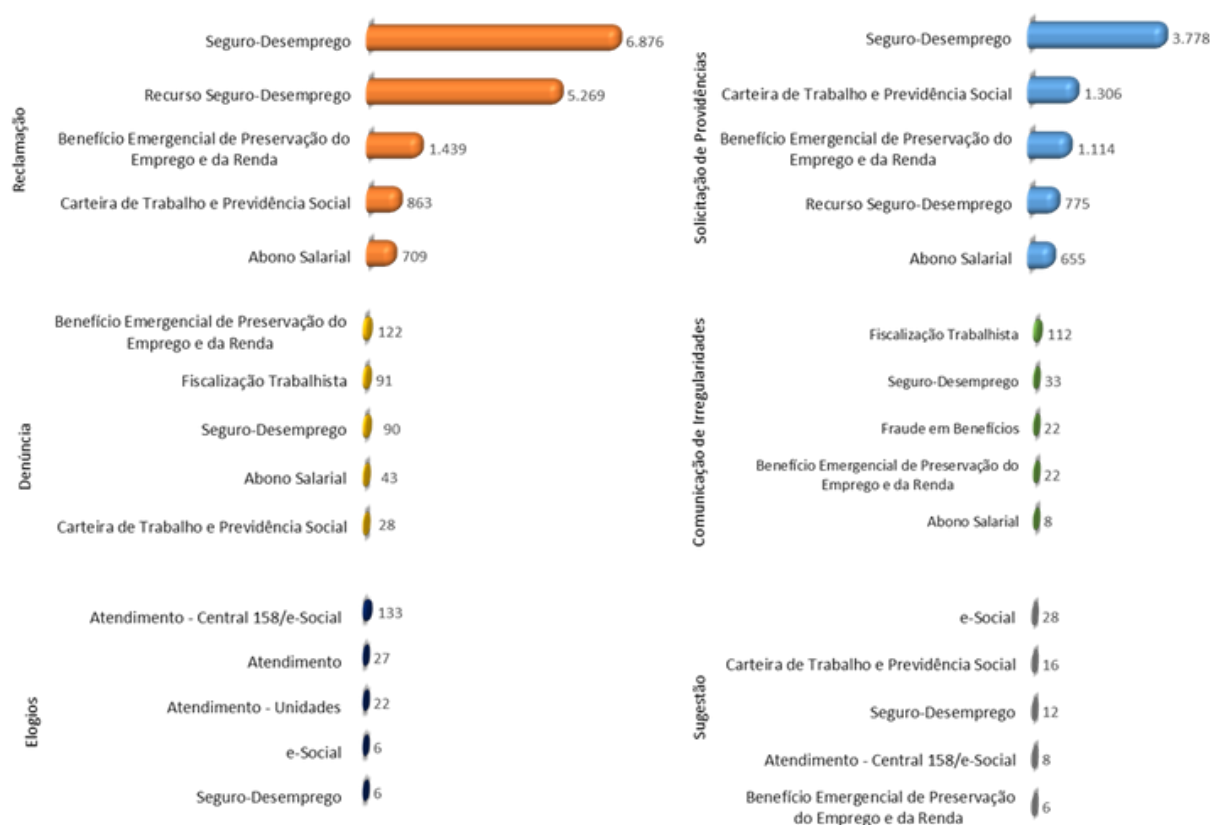 Reclamação
Seguro-Desemprego 6.876
Recurso Seguro-Desemprego 5.269
Benefício Emergencial de Preservação do
Emprego e da Renda 1.439
Carteira de Trabalho e Previdência Social 863
Abono Salarial 709
Solicitação de Providências
Seguro-Desemprego 3.778
Carteira de Trabalho e Previdência Social 1.306
Benefício Emergencial de Preservação do
Emprego e da Renda 1.114
Recurso Seguro-Desemprego 775
Abono Salarial 655
Denúncia
Benefício Emergencial de Preservação do
Emprego e da Renda 122
Fiscalização Trabalhista 91
Seguro-Desemprego 90
Abono Salarial 43
Carteira de Trabalho e Previdência Social 28
Comunicação de Irregularidades
Fiscalização Trabalhista 112
Seguro-Desemprego 33
Fraude em Benefícios 22
Benefício Emergencial de Preservação do
Emprego e da Renda 22
Abono Salarial 8
Elogios
Atendimento - Central 158/e-Social 133
Atendimento 27
Atendimento - Unidades 22
e-Social 6
Seguro-Desemprego 6
Sugestão
e-Social 28
Carteira de Trabalho e Previdência Social 16
Seguro-Desemprego 12
Atendimento - Central 158/e-Social 8
Benefício Emergencial de Preservação
do Emprego e da Renda 6